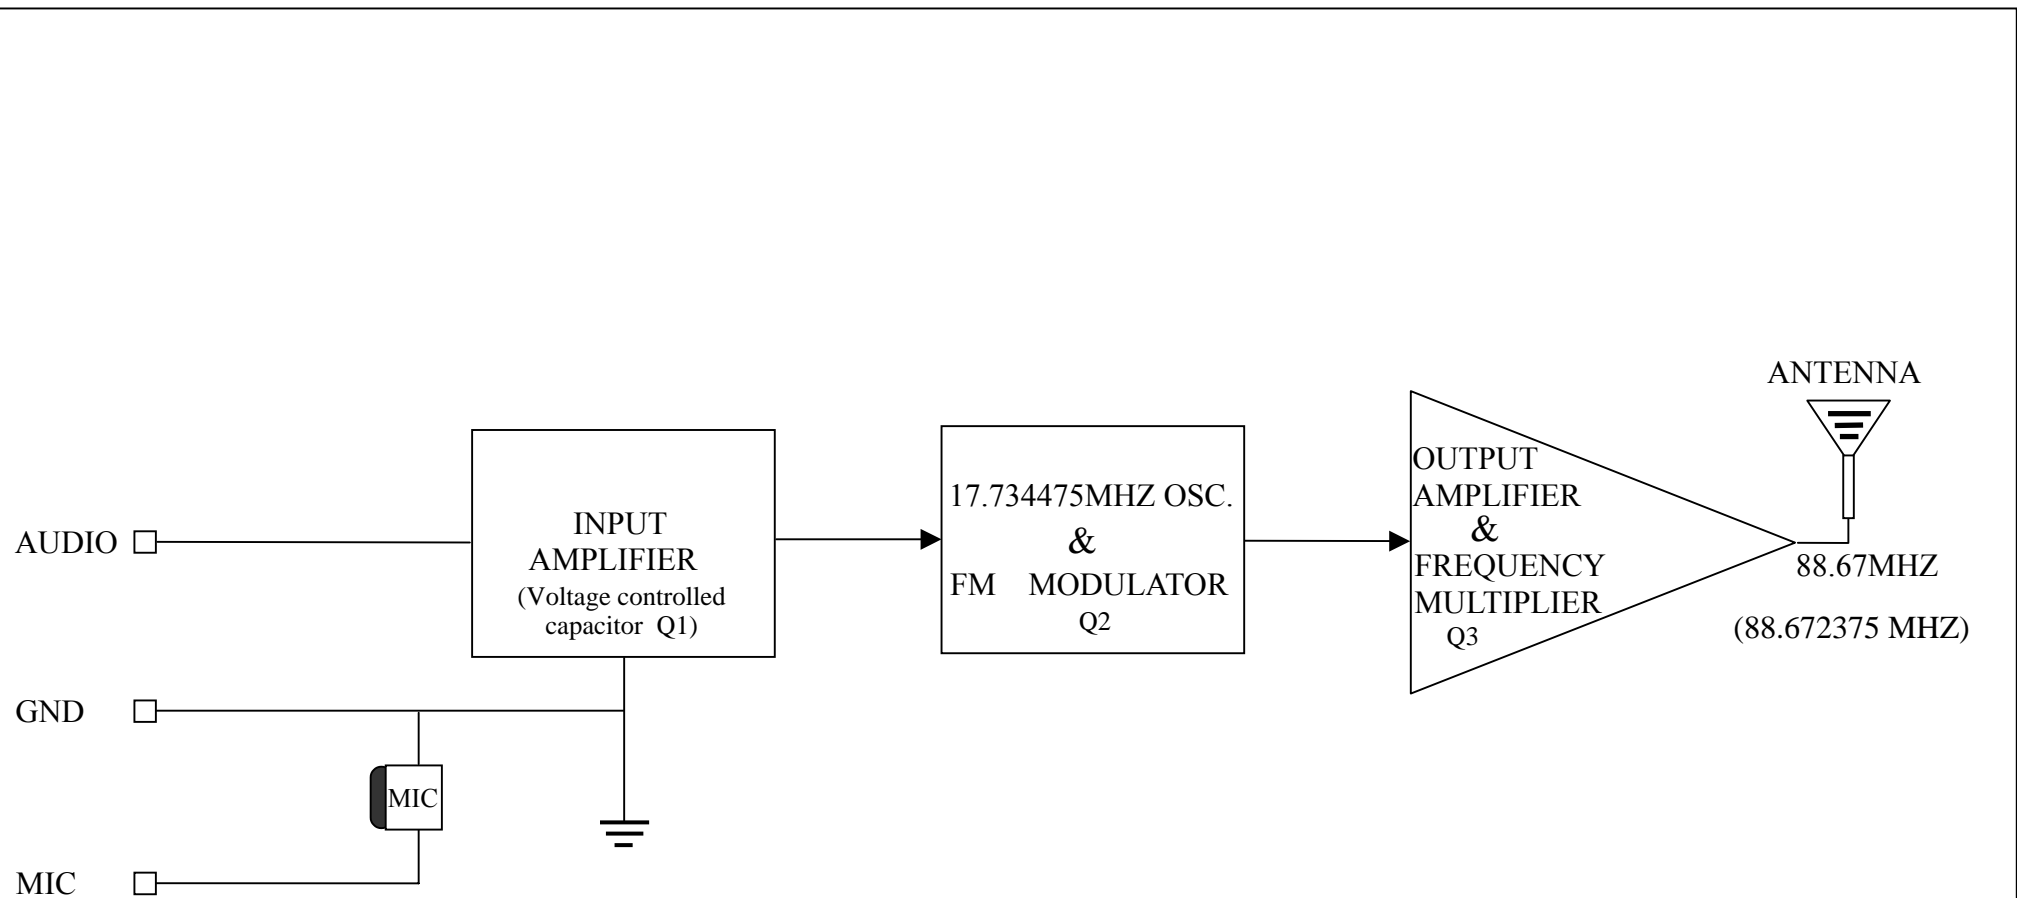 ANTENNA
AUDIO
INPUT
AMPLIFIER
(Voltage controlled
capacitor Q1)
17.734475MHZ OSC.
&
FM MODULATOR
Q2
OUTPUT
AMPLIFIER
&
FREQUENCY
MULTIPLIER
Q3
88.67MHZ
(88.672375 MHZ)
GND
MIC
MIC